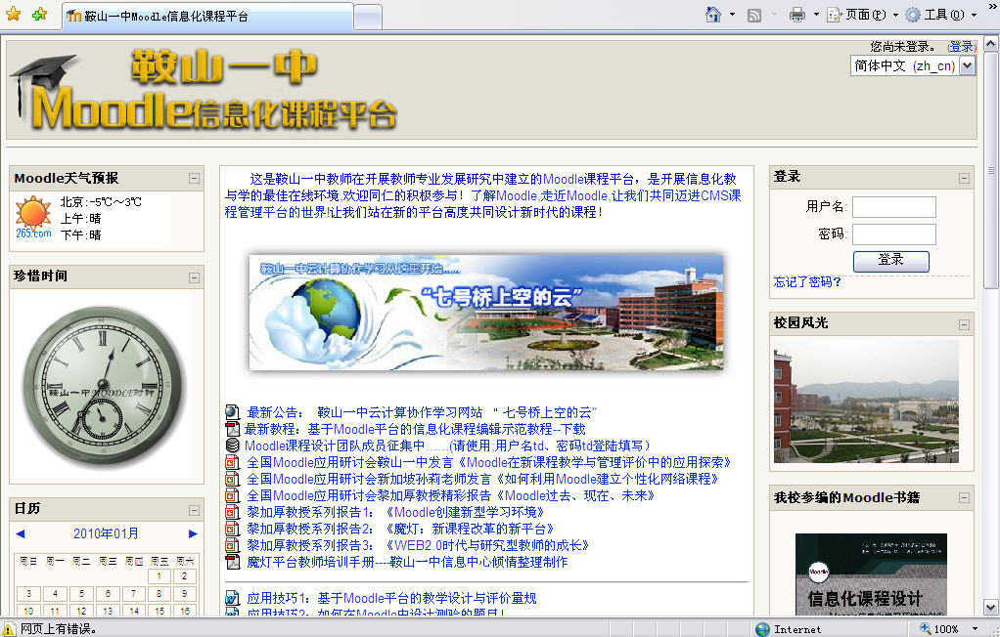 鞍山一中Moodle信息化课程平台
页面(P)
工具(O)
您尚未登录。 (登录)
简体中文 (zh_cn)
鞍山一中
Moodle信息化课程平台
Moodle天气预报
北京:-5℃～3℃
上午:晴
下午:晴
265.com
珍惜时间
鞍山一中MOODLE时钟
日历
◄ 2010年01月 ►
周日 周一 周二 周三 周四 周五 周六
1 2
3 4 5 6 7 8 9
10 11 12 13 14 15 16
这是鞍山一中教师在开展教师专业发展研究中建立的Moodle课程平台，是开展信息化教
与学的最佳在线环境 欢迎同仁的积极参与！了解Moodle,走近Moodle,让我们共同迈进CMS课
程管理平台的世界!让我们站在新的平台高度共同设计新时代的课程！
鞍山一中云计算协作学习从这里开始......
“七号桥上空的云”
最新公告： 鞍山一中云计算协作学习网站 “ 七号桥上空的云”
最新教程：基于Moodle平台的信息化课程编辑示范教程--下载
Moodle课程设计团队成员征集中……(请使用:用户名td、密码td登陆填写）
全国Moodle应用研讨会鞍山一中发言《Moodle在新课程教学与管理评价中的应用探索》
全国Moodle应用研讨会新加坡孙莉老师发言《如何利用Moodle建立个性化网络课程》
全国Moodle应用研讨会黎加厚教授精彩报告《Moodle过去、现在、未来》
黎加厚教授系列报告1：《Moodle创建新型学习环境》
黎加厚教授系列报告2：《魔灯：新课程改革的新平台》
黎加厚教授系列报告3：《WEB2.0时代与研究型教师的成长》
魔灯平台教师培训手册----鞍山一中信息中心倾情整理制作
应用技巧1：基于Moodle平台的教学设计与评价量规
应用技巧2：如何在Moodle中设计测验的题目！
登录
用户名:
密码:
登录
忘记了密码?
校园风光
我校参编的Moodle书籍
Moodle
信息化课程设计
网页上有错误。
Internet
100%